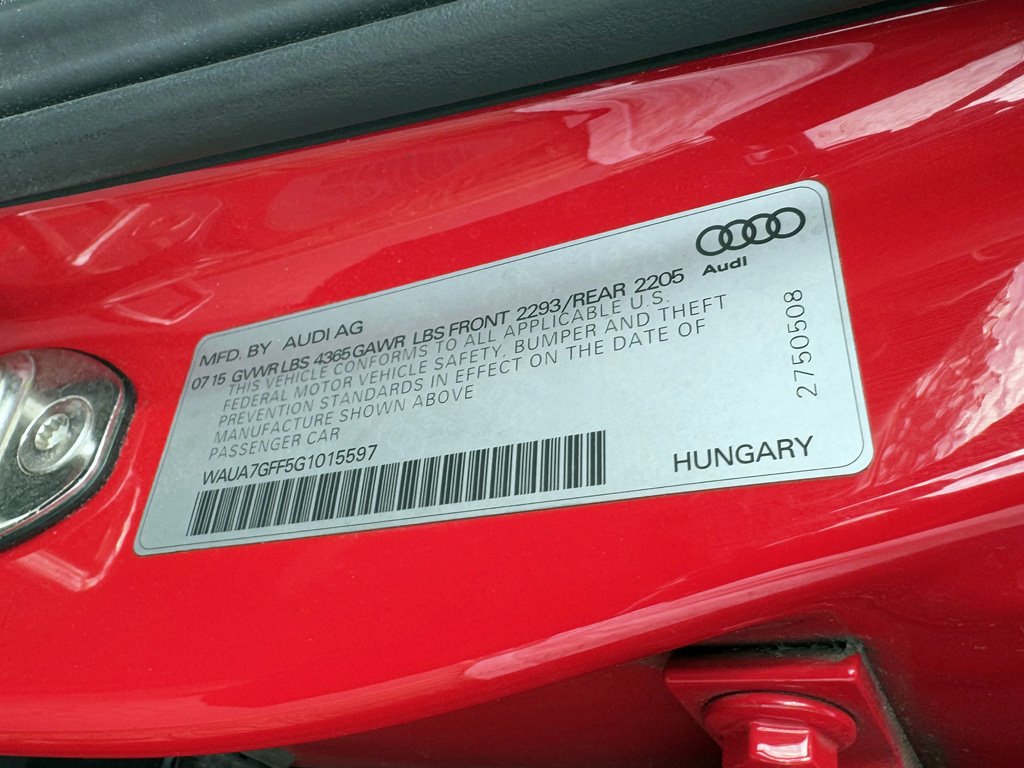 Audi
MFD. BY AUDI AG
07 15 GVWR LBS 4365 GAWR LBS FRONT 2293/REAR 2205
THIS VEHICLE CONFORMS TO ALL APPLICABLE U.S.
FEDERAL MOTOR VEHICLE SAFETY, BUMPER AND THEFT
PREVENTION STANDARDS IN EFFECT ON THE DATE OF
MANUFACTURE SHOWN ABOVE
PASSENGER CAR
WAUA7GFF5G1015597
HUNGARY
2750508